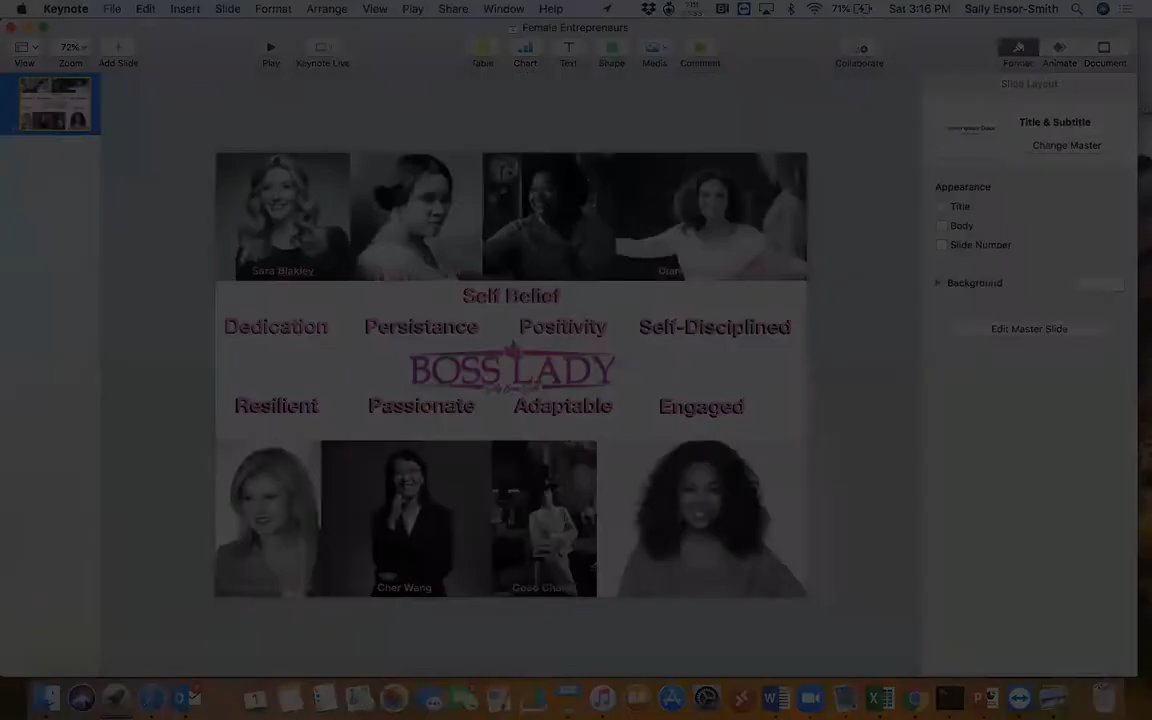 Keynote File Edit Insert Slide Format Arrange View Play Share Window Help 71% Sat 3:16 PM Sally Ensor-Smith
Female Entrepreneurs
72%
View Zoom Add Slide Play Keynote Live Table Chart Text Shape Media Comment Collaborate Format Animate Document
Slide Layout
Title & Subtitle
Change Master
Appearance
Title
Body
Slide Number
Background
Edit Master Slide
Sara Blakley
Self Belief
Dedication Persistance Positivity Self-Disciplined
BOSS LADY
Resilient Passionate Adaptable Engaged
Cher Wang